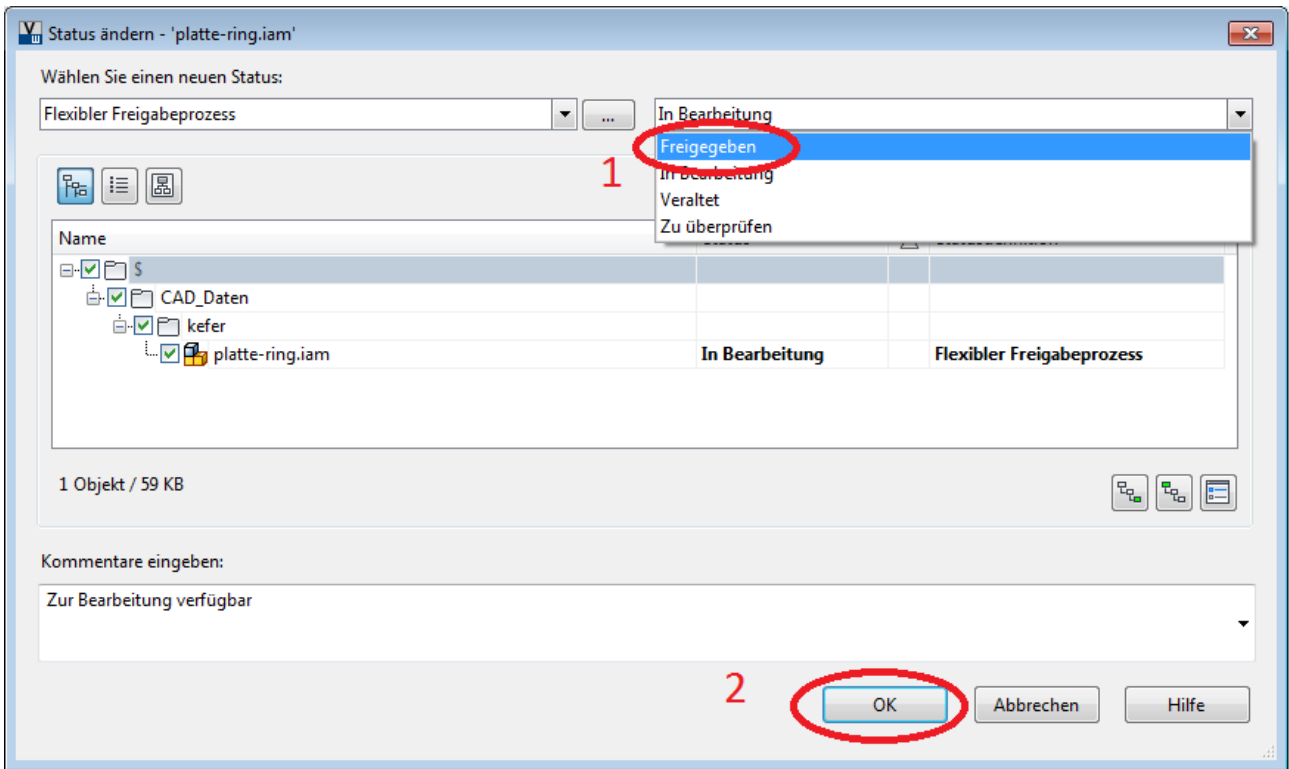 Status ändern - 'platte-ring.iam'
Wählen Sie einen neuen Status:
Flexibler Freigabeprozess ... In Bearbeitung
1 Freigegeben
In Bearbeitung
Veraltet
Zu überprüfen
Name Status Statusdefinition
$
CAD_Daten
kefer
platte-ring.iam In Bearbeitung Flexibler Freigabeprozess
1 Objekt / 59 KB
Kommentare eingeben:
Zur Bearbeitung verfügbar
2 OK Abbrechen Hilfe